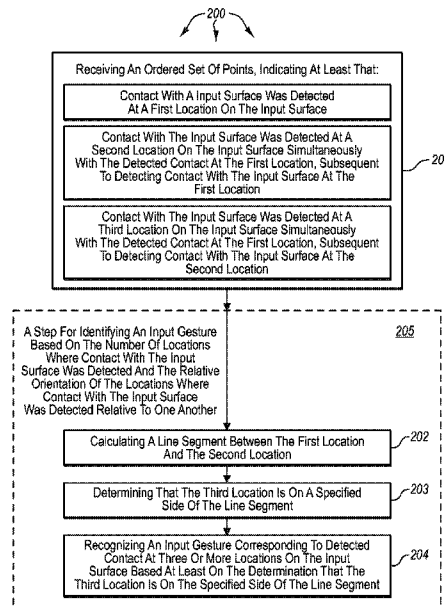 200
Receiving An Ordered Set Of Points, Indicating At Least That:
Contact With A Input Surface Was Detected
At A First Location On The Input Surface
Contact With The Input Surface Was Detected At A
Second Location On The Input Surface Simultaneously
With The Detected Contact At The First Location, Subsequent
To Detecting Contact With The Input Surface At The
First Location
Contact With The Input Surface Was Detected At A
Third Location On The Input Surface Simultaneously
With The Detected Contact At The First Location, Subsequent
To Detecting Contact With The Input Surface At The
Second Location
20
A Step For Identifying An Input Gesture
Based On The Number Of Locations
Where Contact With The Input
Surface Was Detected And The Relative
Orientation Of The Locations Where
Contact With The Input Surface
Was Detected Relative To One Another
205
Calculating A Line Segment Between The First Location
And The Second Location
202
Determining That The Third Location Is On A Specified
Side Of The Line Segment
203
Recognizing An Input Gesture Corresponding To Detected
Contact At Three Or More Locations On The Input
Surface Based At Least On The Determination That The
Third Location Is On The Specified Side Of The Line Segment
204